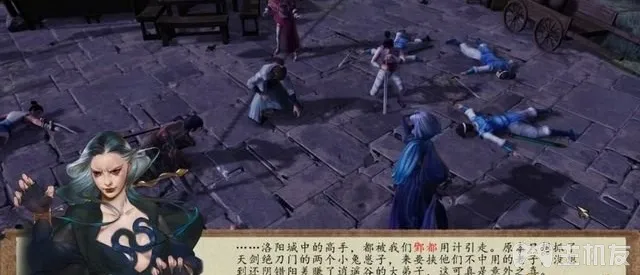 ……洛阳城中的高手，都被我们酆都用计引走。原本
天剑绝刀门的两个小兔崽子，来要挟他们不中用的
到还阴错阳差赚了逍遥谷的大弟子，这可真是意外之喜